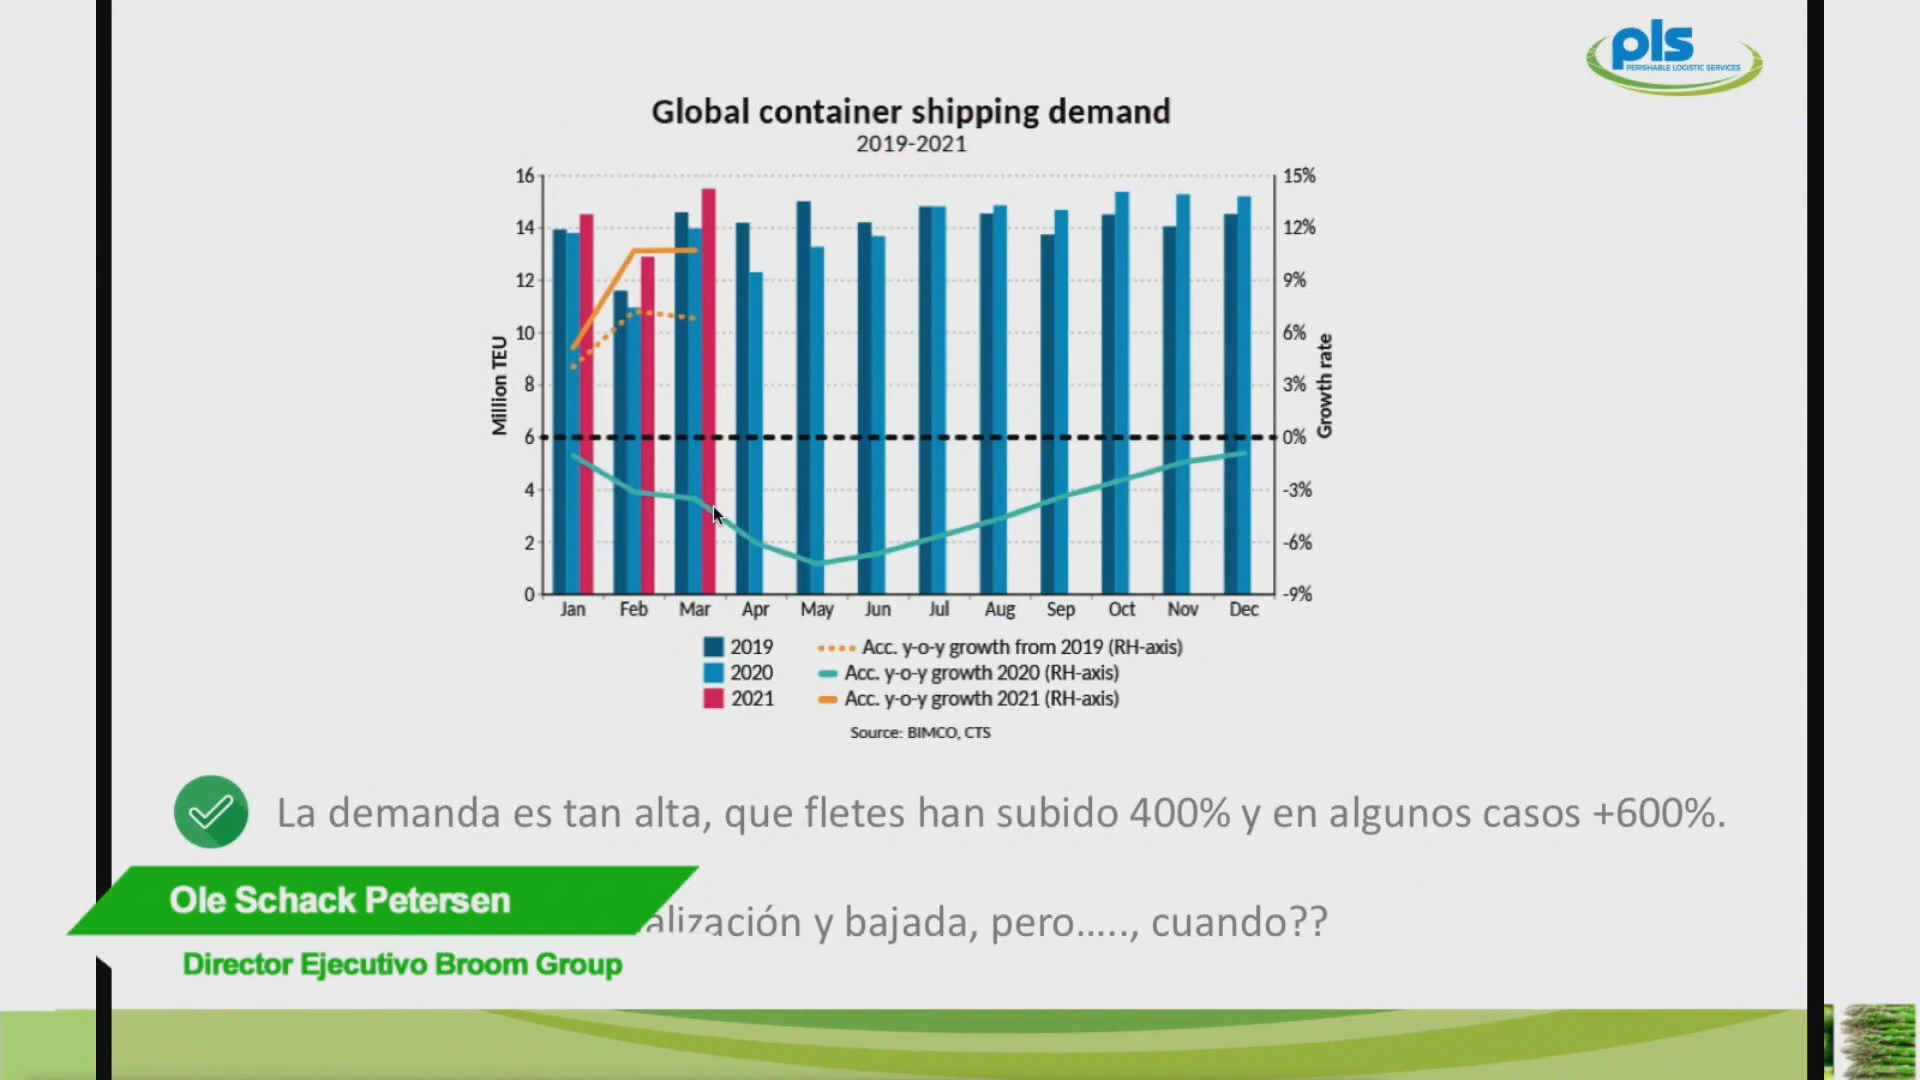 pls
PERISHABLE LOGISTIC SERVICES
Global container shipping demand
2019-2021
Million TEU
16
14
12
10
8
6
4
2
0
15%
12%
9%
6%
3%
0%
-3%
-6%
-9%
Growth rate
Jan Feb Mar Apr May Jun Jul Aug Sep Oct Nov Dec
2019 Acc. y-o-y growth from 2019 (RH-axis)
2020 Acc. y-o-y growth 2020 (RH-axis)
2021 Acc. y-o-y growth 2021 (RH-axis)
Source: BIMCO, CTS
La demanda es tan alta, que fletes han subido 400% y en algunos casos +600%.
Ole Schack Petersen
y bajada, pero....., cuando??
Director Ejecutivo Broom Group